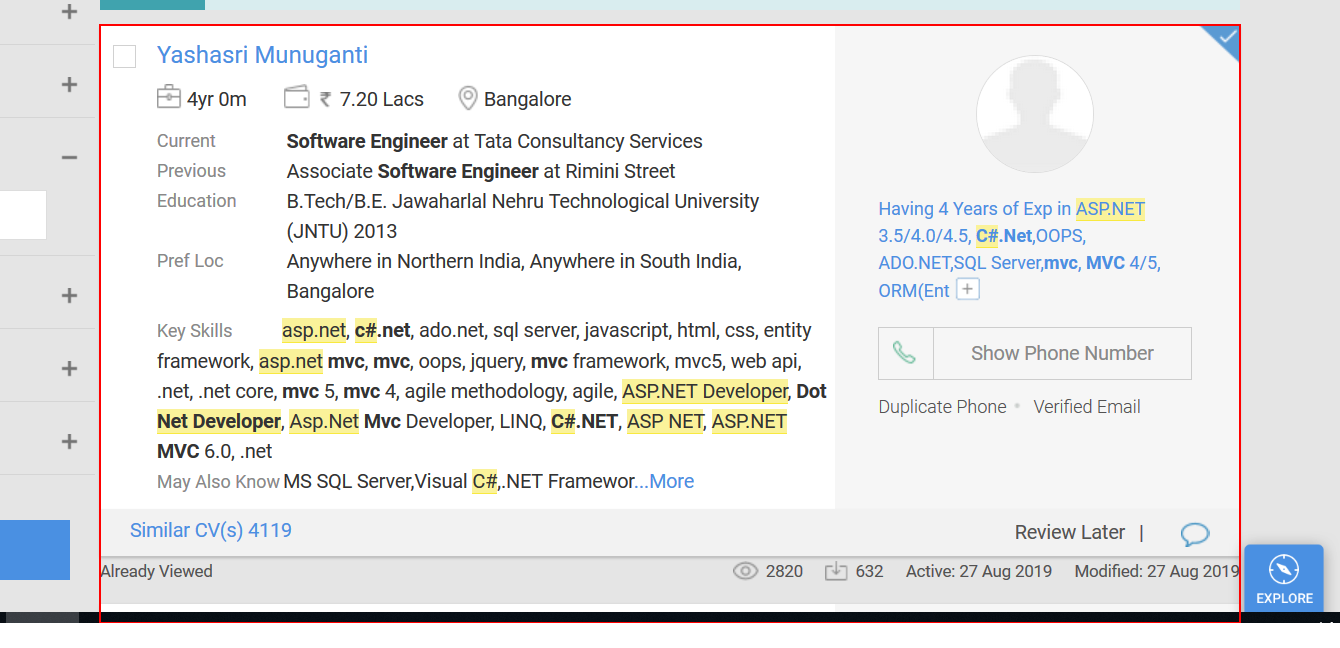 Yashasri Munuganti
4yr 0m ₹ 7.20 Lacs Bangalore
Current Software Engineer at Tata Consultancy Services
Previous Associate Software Engineer at Rimini Street
Education B.Tech/B.E. Jawaharlal Nehru Technological University
(JNTU) 2013
Pref Loc Anywhere in Northern India, Anywhere in South India,
Bangalore
Key Skills asp.net, c#.net, ado.net, sql server, javascript, html, css, entity
framework, asp.net mvc, mvc, oops, jquery, mvc framework, mvc5, web api,
.net, .net core, mvc 5, mvc 4, agile methodology, agile, ASP.NET Developer, Dot
Net Developer, Asp.Net Mvc Developer, LINQ, C#.NET, ASP NET, ASP.NET
MVC 6.0, .net
May Also Know MS SQL Server,Visual C#,.NET Framewor...More
Having 4 Years of Exp in ASP.NET
3.5/4.0/4.5, C#.Net,OOPS,
ADO.NET,SQL Server,mvc, MVC 4/5,
ORM(Ent +
Show Phone Number
Duplicate Phone • Verified Email
Similar CV(s) 4119
Review Later |
Already Viewed 2820 632 Active: 27 Aug 2019 Modified: 27 Aug 2019
EXPLORE